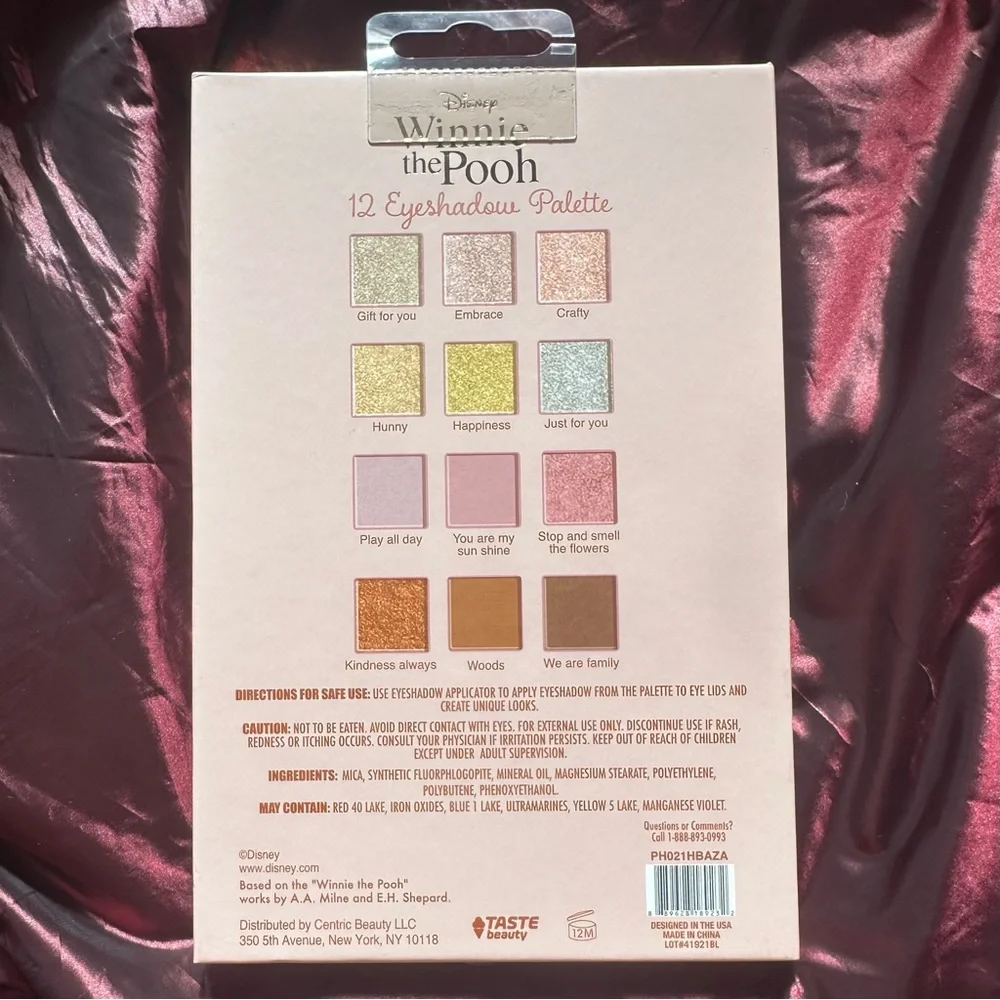 Disney
Winnie
the Pooh
12 Eyeshadow Palette
Gift for you
Embrace
Crafty
Hunny
Happiness
Just for you
Play all day
You are my
sun shine
Stop and smell
the flowers
Kindness always
Woods
We are family
DIRECTIONS FOR SAFE USE: USE EYESHADOW APPLICATOR TO APPLY EYESHADOW FROM THE PALETTE TO EYE LIDS AND
CREATE UNIQUE LOOKS.
CAUTION: NOT TO BE EATEN. AVOID DIRECT CONTACT WITH EYES. FOR EXTERNAL USE ONLY. DISCONTINUE USE IF RASH,
REDNESS OR ITCHING OCCURS. CONSULT YOUR PHYSICIAN IF IRRITATION PERSISTS. KEEP OUT OF REACH OF CHILDREN
EXCEPT UNDER ADULT SUPERVISION.
INGREDIENTS: MICA, SYNTHETIC FLUORPHLOGOPITE, MINERAL OIL, MAGNESIUM STEARATE, POLYETHYLENE,
POLYBUTENE, PHENOXYETHANOL.
MAY CONTAIN: RED 40 LAKE, IRON OXIDES, BLUE 1 LAKE, ULTRAMARINES, YELLOW 5 LAKE, MANGANESE VIOLET.
Questions or Comments?
Call 1-888-893-0993
©Disney
www.disney.com
Based on the "Winnie the Pooh"
works by A.A. Milne and E.H. Shepard.
Distributed by Centric Beauty LLC
350 5th Avenue, New York, NY 10118
TASTE
beauty
12M
PH021HBAZA
DESIGNED IN THE USA
MADE IN CHINA
LOT#41921BL